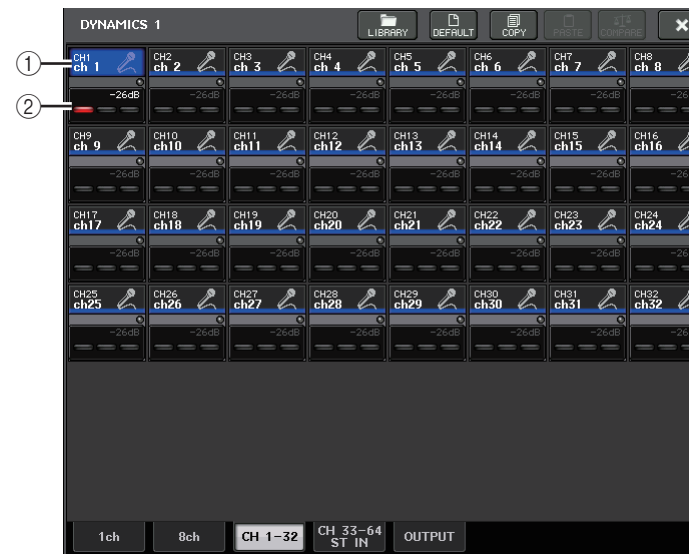 DYNAMICS 1
LIBRARY DEFAULT COPY PASTE COMPARE
① CH1 CH2 CH3 CH4 CH5 CH6 CH7 CH8
ch 1 ch 2 ch 3 ch 4 ch 5 ch 6 ch 7 ch 8
② -26dB -26dB -26dB -26dB -26dB -26dB -26dB -26
CH9 CH10 CH11 CH12 CH13 CH14 CH15 CH16
ch 9 ch10 ch11 ch12 ch13 ch14 ch15 ch16
-26dB -26dB -26dB -26dB -26dB -26dB -26dB -26
CH17 CH18 CH19 CH20 CH21 CH22 CH23 CH24
ch17 ch18 ch19 ch20 ch21 ch22 ch23 ch24
-26dB -26dB -26dB -26dB -26dB -26dB -26dB -26
CH25 CH26 CH27 CH28 CH29 CH30 CH31 CH32
ch25 ch26 ch27 ch28 ch29 ch30 ch31 ch32
-26dB -26dB -26dB -26dB -26dB -26dB -26dB -26
1ch 8ch CH 1-32 CH 33-64 OUTPUT
ST IN